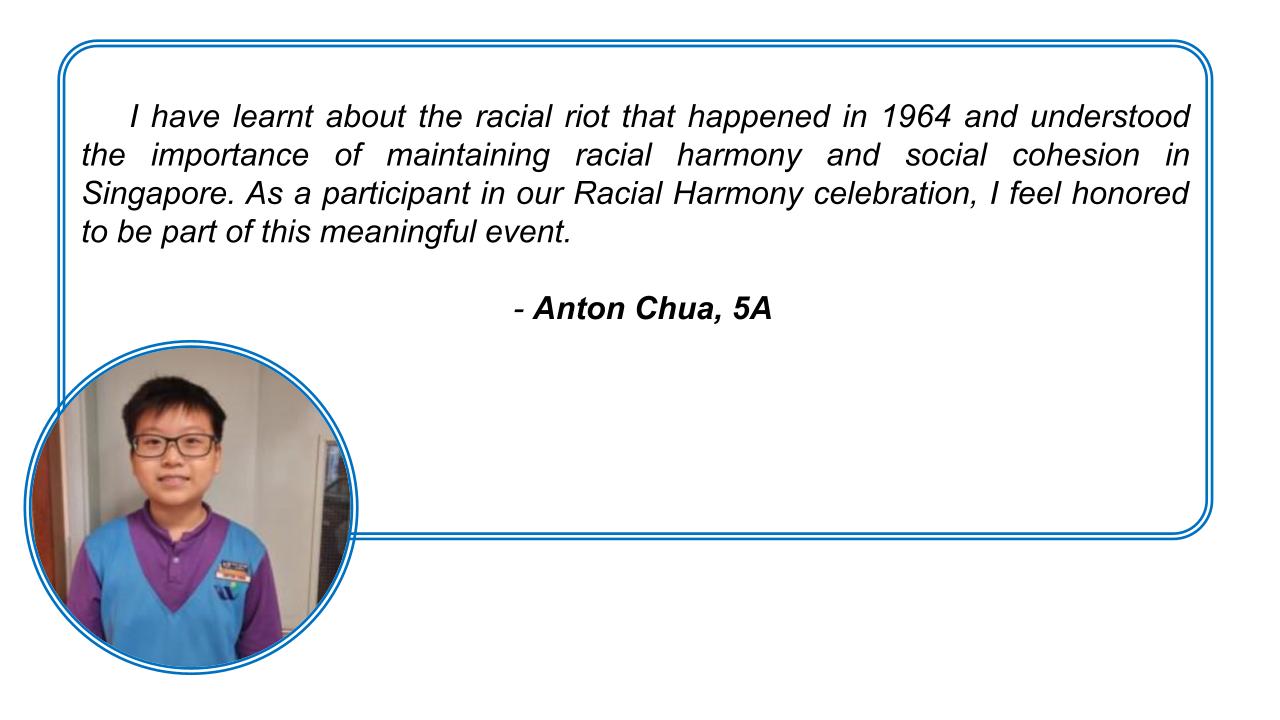 I have learnt about the racial riot that happened in 1964 and understood
the importance of maintaining racial harmony and social cohesion in
Singapore. As a participant in our Racial Harmony celebration, I feel honored
to be part of this meaningful event.
- Anton Chua, 5A